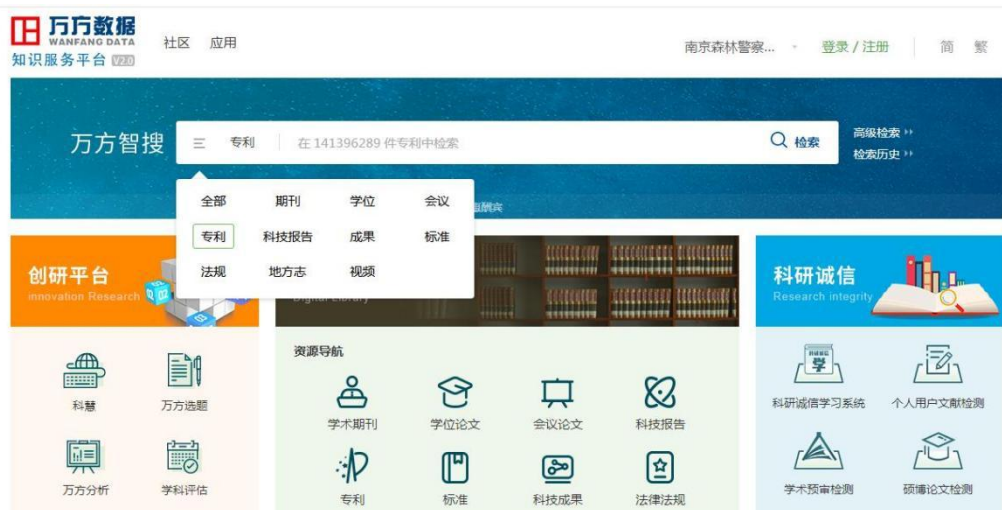 万方数据
WANFANG DATA
知识服务平台 V2.0
社区 应用
南京森林警察...
登录 / 注册
简 繁
万方智搜
专利
在 141396289 件专利中检索
检索
高级检索
检索历史
全部 期刊 学位 会议
专利 科技报告 成果 标准
法规 地方志 视频
创研平台
Innovation Research
Digital Library
科研诚信
Research integrity
资源导航
科慧 万方选题
学术期刊 学位论文 会议论文 科技报告
科研诚信学习系统 个人用户文献检测
万方分析 学科评估
专利 标准 科技成果 法律法规
学术预审检测 硕博论文检测